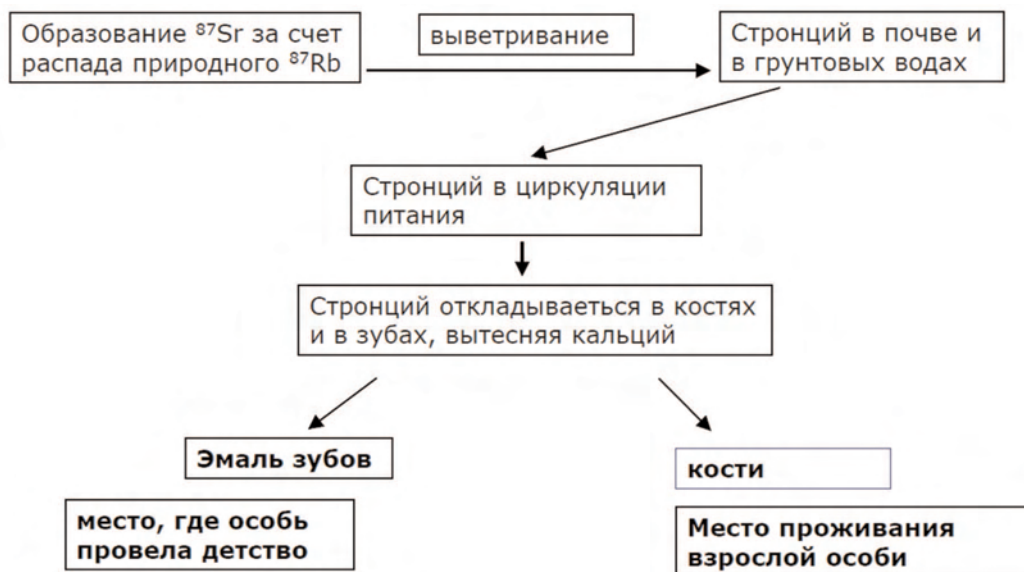 Образование ⁸⁷Sr за счет
распада природного ⁸⁷Rb
выветривание
Стронций в почве и
в грунтовых водах
Стронций в циркуляции
питания
Стронций откладываеться в костях
и в зубах, вытесняя кальций
Эмаль зубов
место, где особь
провела детство
кости
Место проживания
взрослой особи